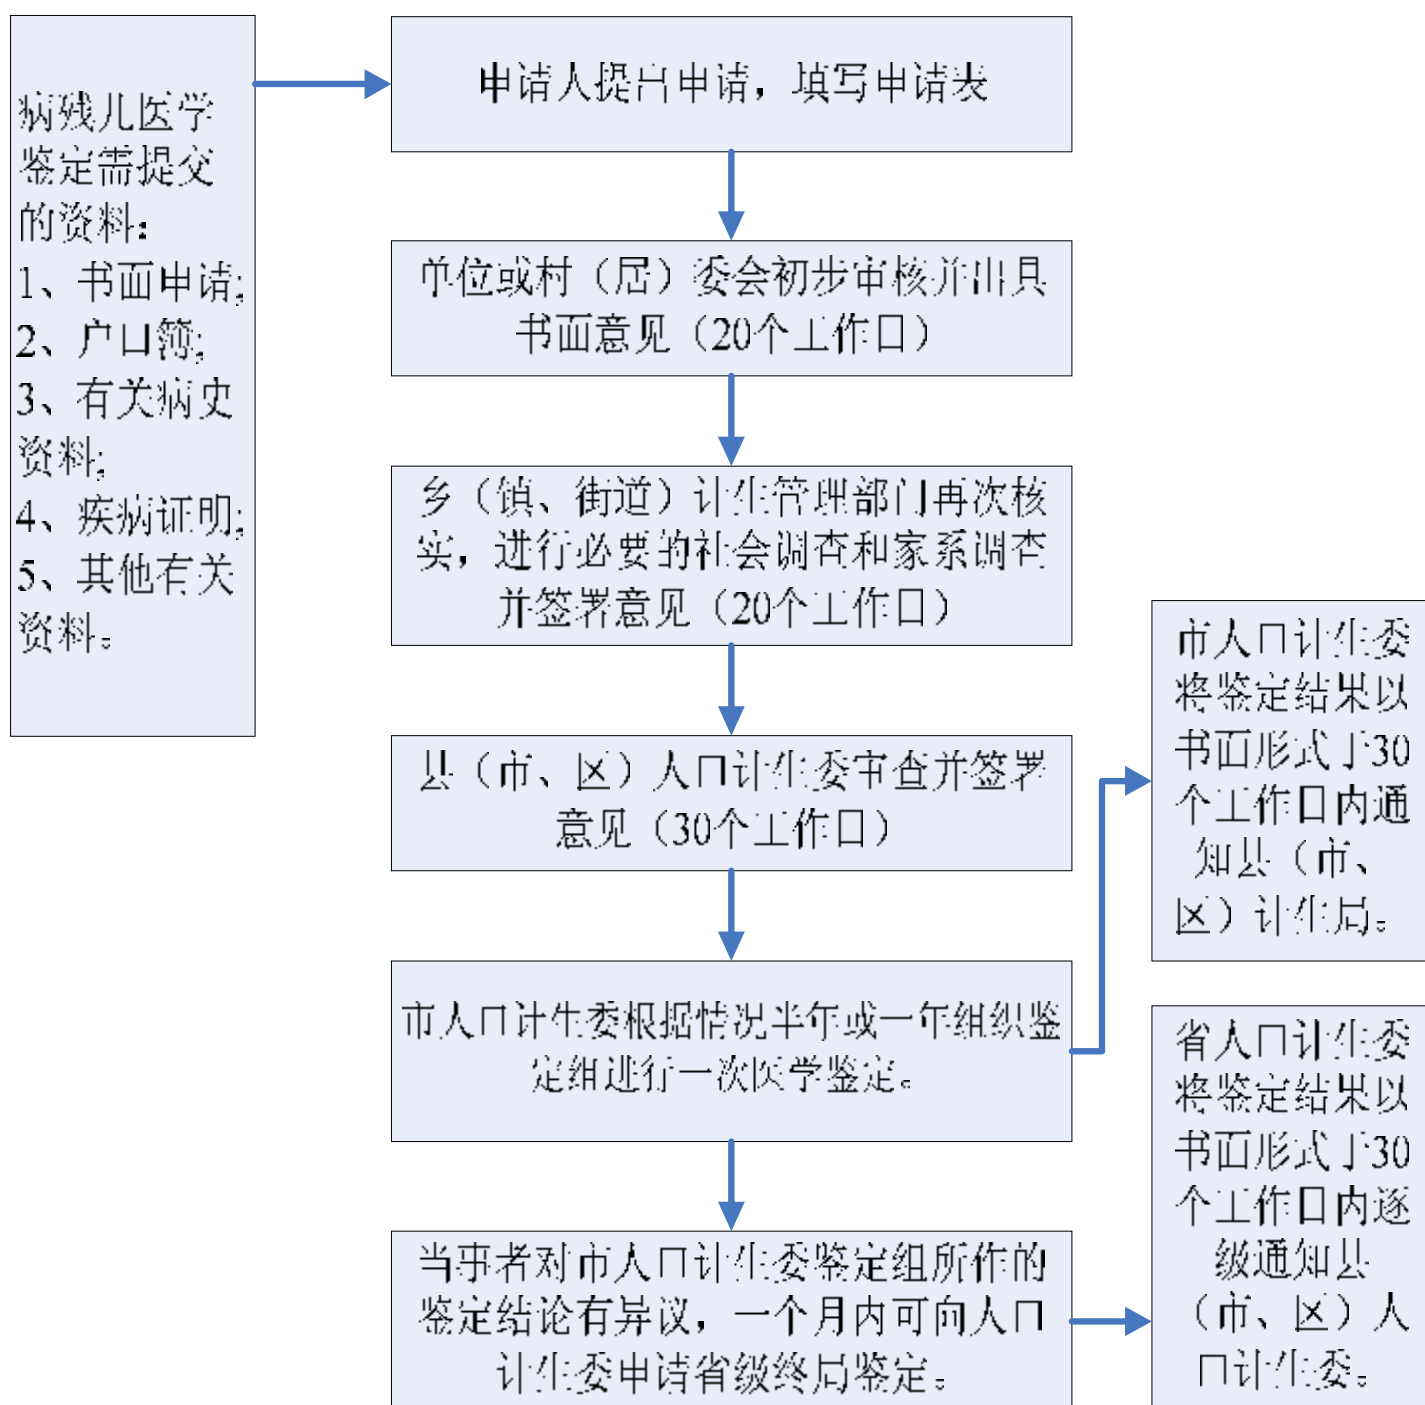 病残儿医学
鉴定需提交
的资料：
1、书面申请;
2、户口簿;
3、有关病史
资料;
4、疾病证明;
5、其他有关
资料。
申请人提出申请，填写申请表
单位或村（居）委会初步审核并出具
书面意见（20个工作日）
乡（镇、街道）计生管理部门再次核
实，进行必要的社会调查和家系调查
并签署意见（20个工作日）
县（市、区）人口计生委审查并签署
意见（30个工作日）
市人口计生委根据情况半年或一年组织鉴
定组进行一次医学鉴定。
当事者对市人口计生委鉴定组所作的
鉴定结论有异议，一个月内可向人口
计生委申请省级终局鉴定。
市人口计生委
将鉴定结果以
书面形式于30
个工作日内通
知县（市、
区）计生局。
省人口计生委
将鉴定结果以
书面形式于30
个工作日内逐
级通知县
（市、区）人
口计生委。